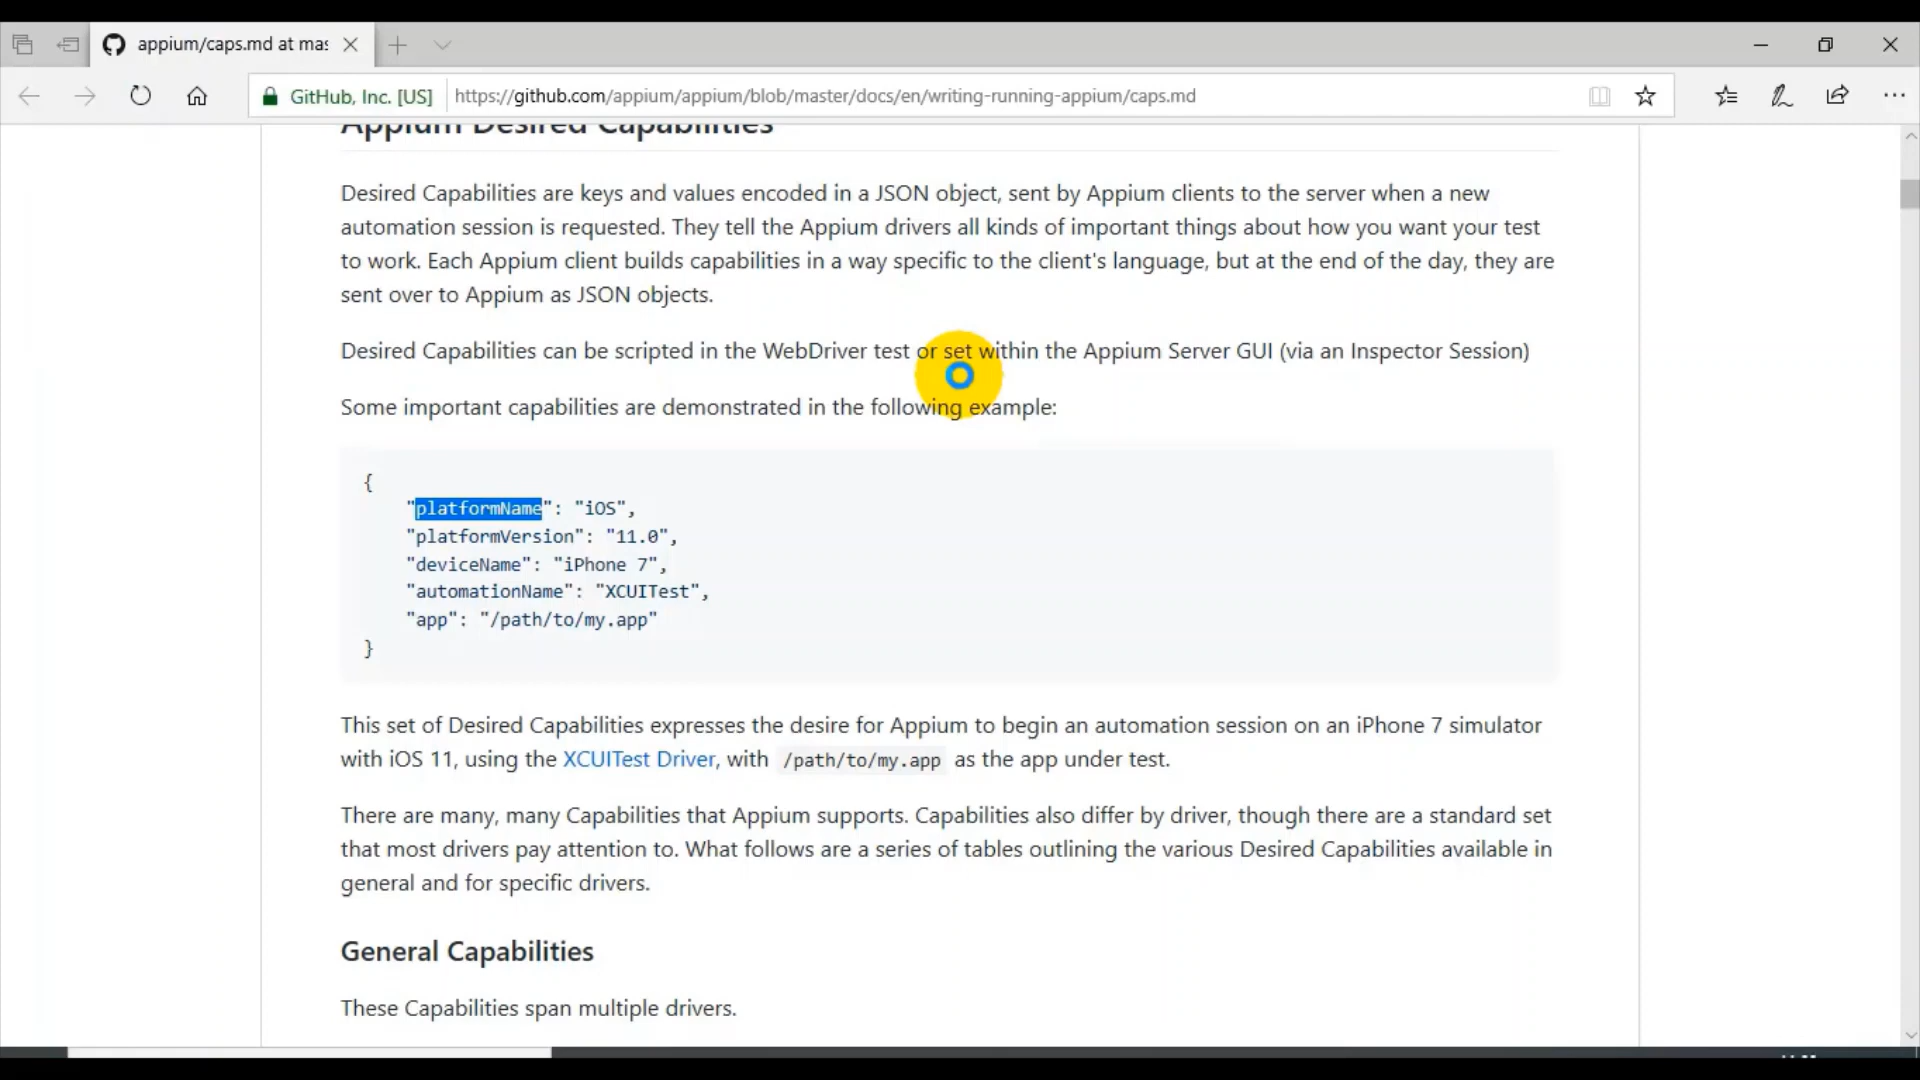 appium/caps.md at mas
GitHub, Inc. [US]
https://github.com/appium/appium/blob/master/docs/en/writing-running-appium/caps.md
Appium Desired Capabilities
Desired Capabilities are keys and values encoded in a JSON object, sent by Appium clients to the server when a new
automation session is requested. They tell the Appium drivers all kinds of important things about how you want your test
to work. Each Appium client builds capabilities in a way specific to the client's language, but at the end of the day, they are
sent over to Appium as JSON objects.
Desired Capabilities can be scripted in the WebDriver test or set within the Appium Server GUI (via an Inspector Session)
Some important capabilities are demonstrated in the following example:
{
"platformName": "iOS",
"platformVersion": "11.0",
"deviceName": "iPhone 7",
"automationName": "XCUITest",
"app": "/path/to/my.app"
}
This set of Desired Capabilities expresses the desire for Appium to begin an automation session on an iPhone 7 simulator
with iOS 11, using the XCUITest Driver, with /path/to/my.app as the app under test.
There are many, many Capabilities that Appium supports. Capabilities also differ by driver, though there are a standard set
that most drivers pay attention to. What follows are a series of tables outlining the various Desired Capabilities available in
general and for specific drivers.
General Capabilities
These Capabilities span multiple drivers.